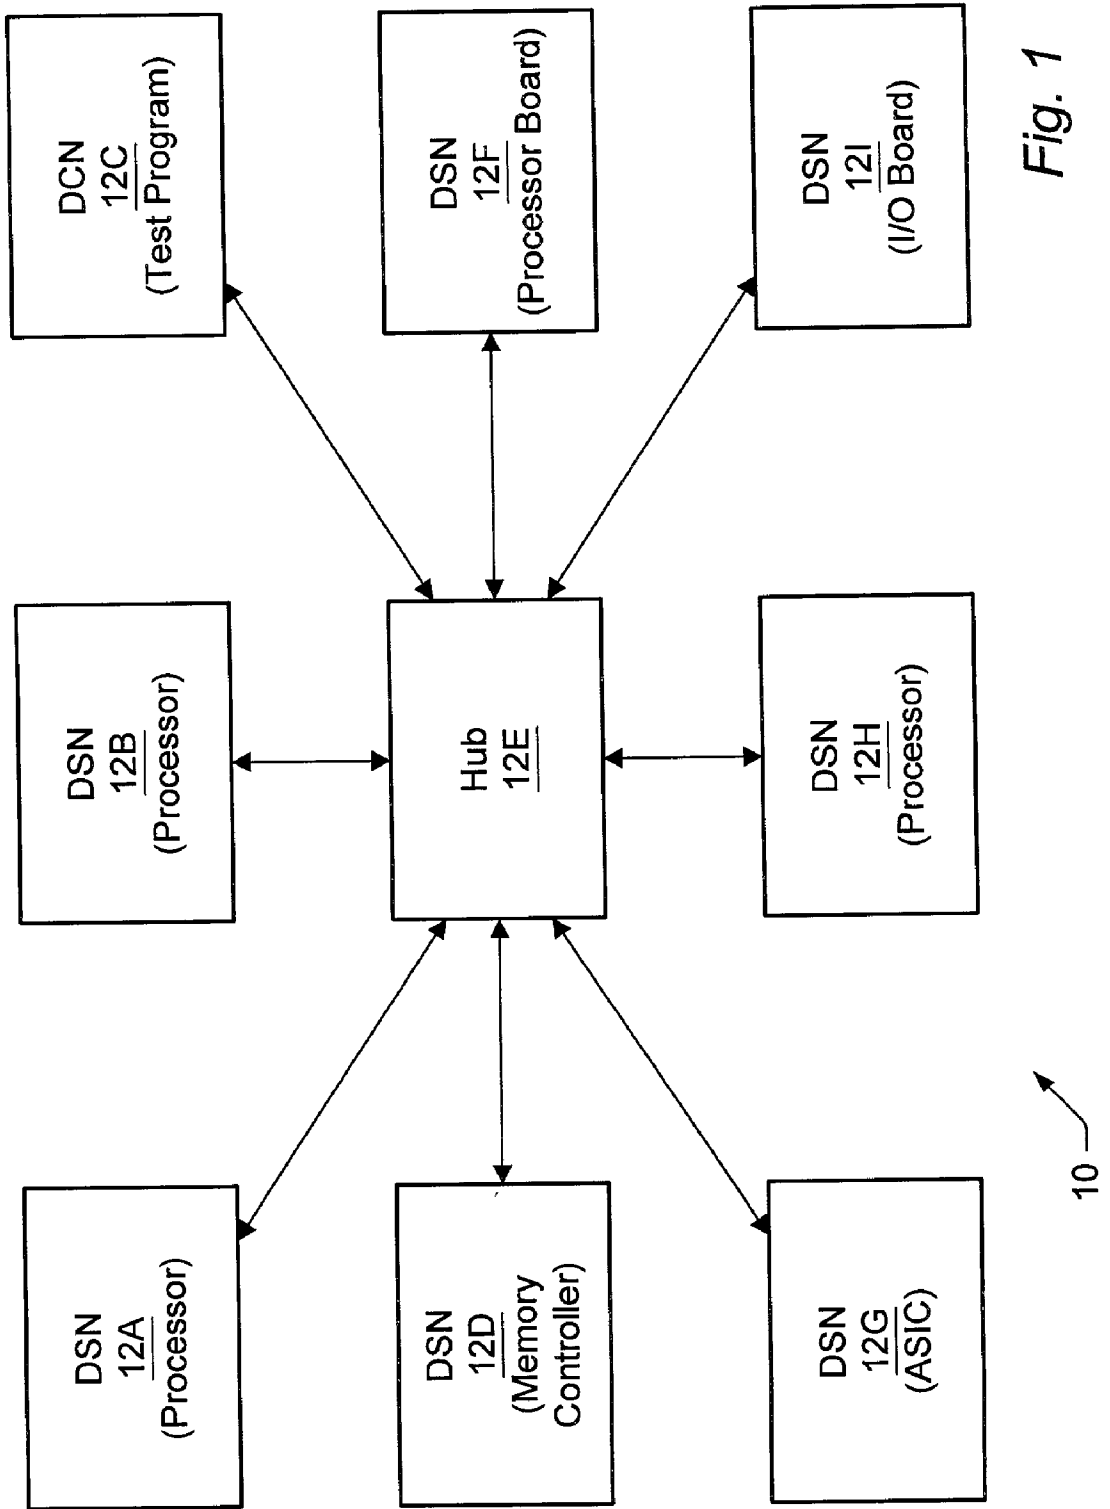 DSN
12A
(Processor)
DSN
12B
(Processor)
DCN
12C
(Test Program)
DSN
12D
(Memory
Controller)
Hub
12E
DSN
12F
(Processor Board)
DSN
12G
(ASIC)
DSN
12H
(Processor)
DSN
12I
(I/O Board)
10
Fig. 1